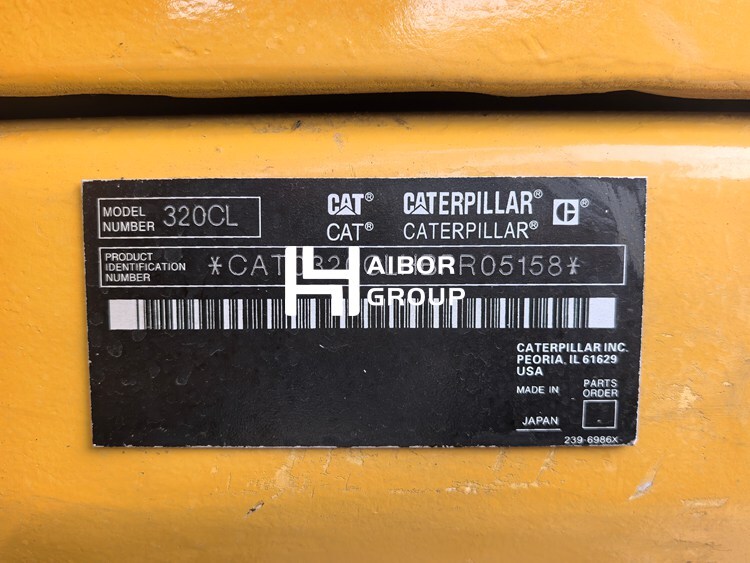 MODEL NUMBER 320CL
CAT® CATERPILLAR®
CAT® CATERPILLAR®
PRODUCT IDENTIFICATION NUMBER
ALBOR
GROUP
CATERPILLAR INC.
PEORIA, IL 61629
USA
MADE IN
JAPAN
PARTS
ORDER
239-6986X